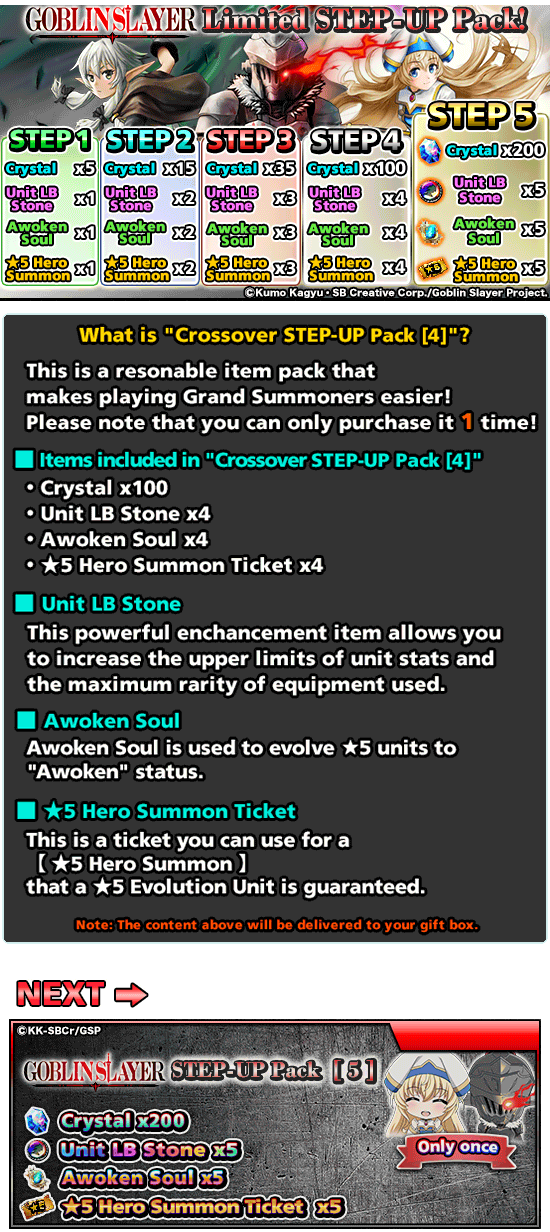 GOBLIN SLAYER Limited STEP-UP Pack!
STEP 1
Crystal x5
Unit LB Stone x1
Awoken Soul x1
★5 Hero Summon x1
STEP 2
Crystal x15
Unit LB Stone x2
Awoken Soul x2
★5 Hero Summon x2
STEP 3
Crystal x35
Unit LB Stone x3
Awoken Soul x3
★5 Hero Summon x3
STEP 4
Crystal x100
Unit LB Stone x4
Awoken Soul x4
★5 Hero Summon x4
STEP 5
Crystal x200
Unit LB Stone x5
Awoken Soul x5
★5 Hero Summon x5
©Kumo Kagyu・SB Creative Corp./Goblin Slayer Project.
What is "Crossover STEP-UP Pack [4]"?
This is a resonable item pack that
makes playing Grand Summoners easier!
Please note that you can only purchase it 1 time!
■ Items included in "Crossover STEP-UP Pack [4]"
・Crystal x100
・Unit LB Stone x4
・Awoken Soul x4
・★5 Hero Summon Ticket x4
■ Unit LB Stone
This powerful enchancement item allows you
to increase the upper limits of unit stats and
the maximum rarity of equipment used.
■ Awoken Soul
Awoken Soul is used to evolve ★5 units to
"Awoken" status.
■ ★5 Hero Summon Ticket
This is a ticket you can use for a
【 ★5 Hero Summon 】
that a ★5 Evolution Unit is guaranteed.
Note: The content above will be delivered to your gift box.
NEXT ➡
©KK-SBCr/GSP
GOBLIN SLAYER STEP-UP Pack [5]
Crystal x200
Unit LB Stone x5
Awoken Soul x5
★5 Hero Summon Ticket x5
Only once